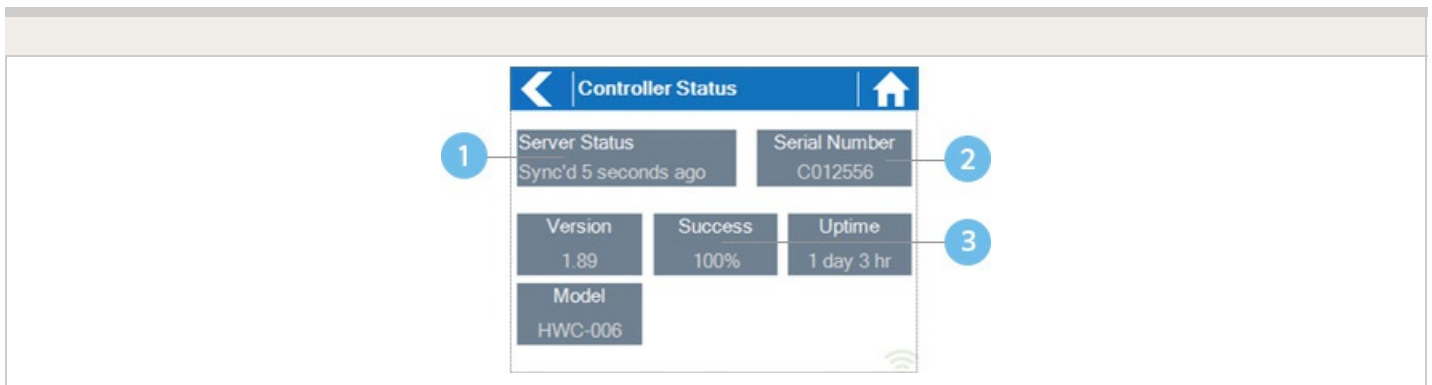 Controller Status
1
Server Status
Sync'd 5 seconds ago
Serial Number
C012556
2
Version
1.89
Success
100%
Uptime
1 day 3 hr
3
Model
HWC-006